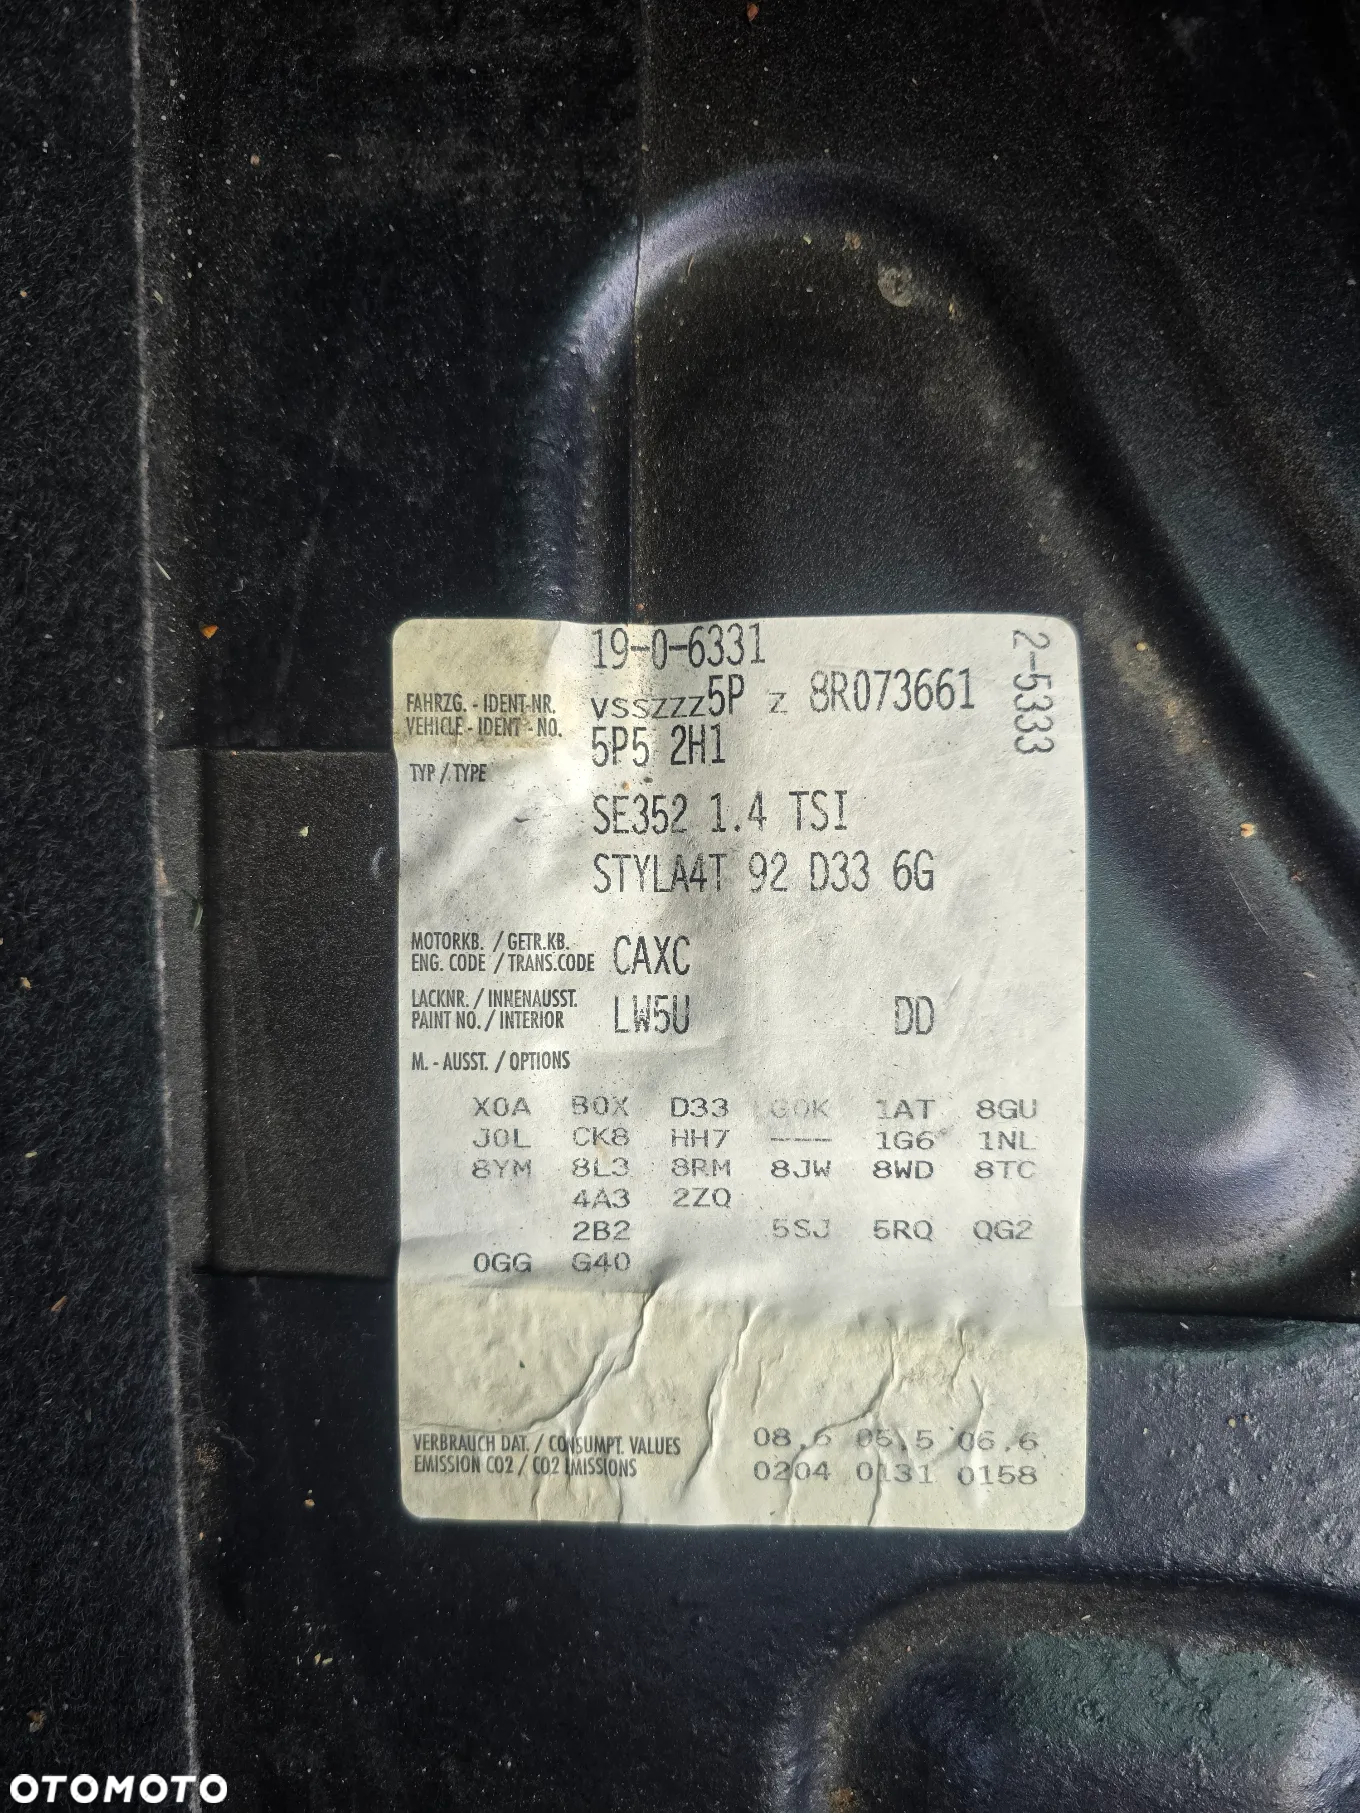 19-0-6331
2-5333
FAHRZG. - IDENT-NR.
VEHICLE - IDENT - NO.
VSSZZZ5P Z 8R073661
5P5 2H1
TYP / TYPE
SE352 1.4 TSI
STYLA4T 92 D33 6G
MOTORKB. / GETR.KB.
ENG. CODE / TRANS.CODE
CAXC
LACKNR. / INNENAUSST.
PAINT NO. / INTERIOR
LW5U DD
M. - AUSST. / OPTIONS
X0A B0X D33 G0K 1AT 8GU
J0L CK8 HH7 --- 1G6 1NL
8YM 8L3 8RM 8JW 8WD 8TC
4A3 2ZQ
2B2 5SJ 5RQ QG2
0GG G40
VERBRAUCH DAT. / CONSUMPT. VALUES 08.6 05.5 06.6
EMISSION CO2 / CO2 EMISSIONS 0204 0131 0158
OTOMOTO